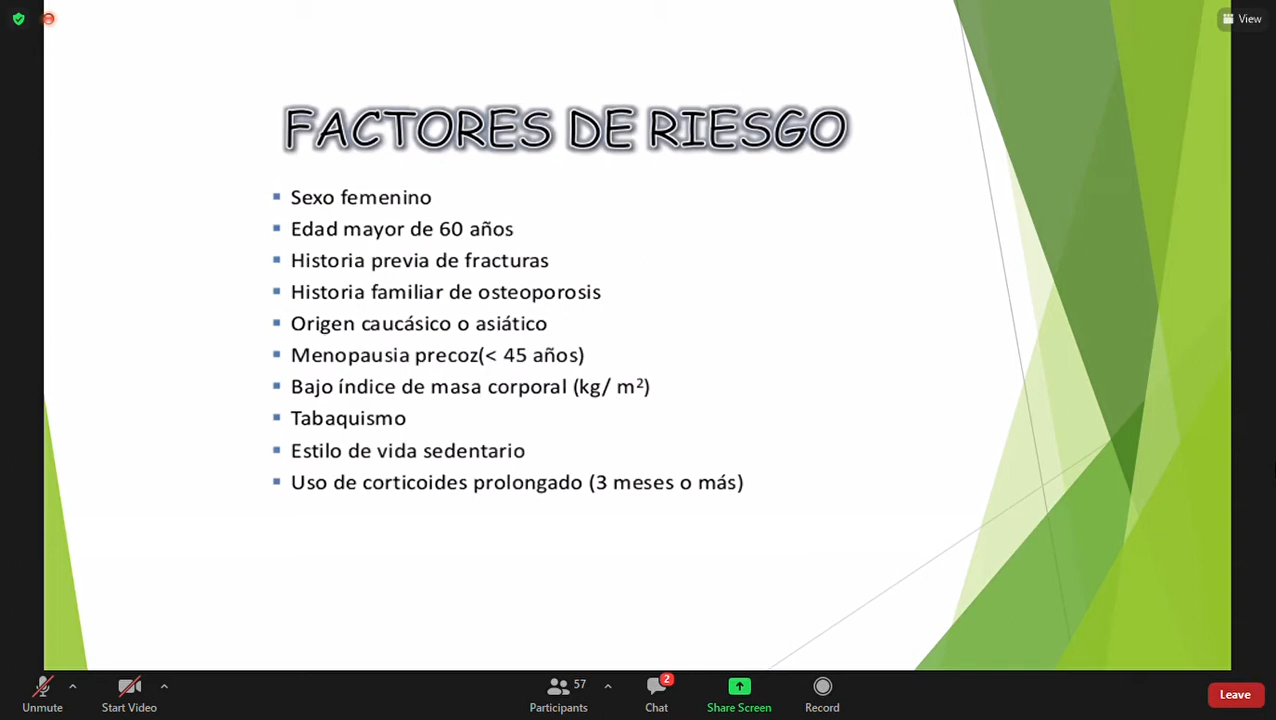 View
FACTORES DE RIESGO
Sexo femenino
Edad mayor de 60 años
Historia previa de fracturas
Historia familiar de osteoporosis
Origen caucásico o asiático
Menopausia precoz(< 45 años)
Bajo índice de masa corporal (kg/ m²)
Tabaquismo
Estilo de vida sedentario
Uso de corticoides prolongado (3 meses o más)
57
2
Unmute
Start Video
Participants
Chat
Share Screen
Record
Leave